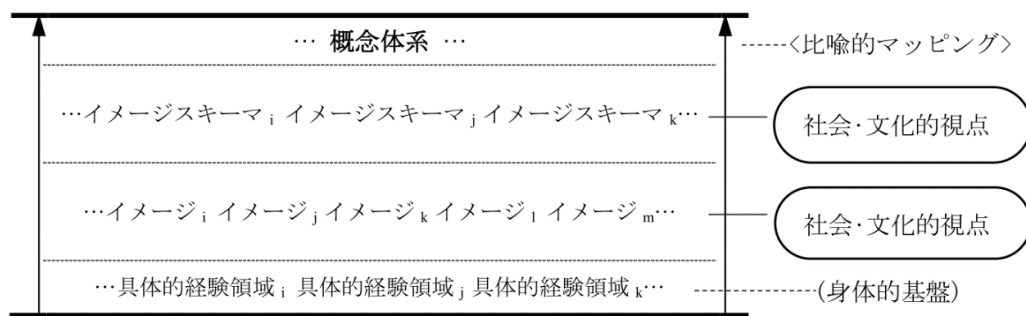 … 概念体系 …
<比喩的マッピング>
…イメージスキーマ i イメージスキーマ j イメージスキーマ k…
社会・文化的視点
…イメージ i イメージ j イメージ k イメージ l イメージ m…
社会・文化的視点
…具体的経験領域 i 具体的経験領域 j 具体的経験領域 k…
(身体的基盤)